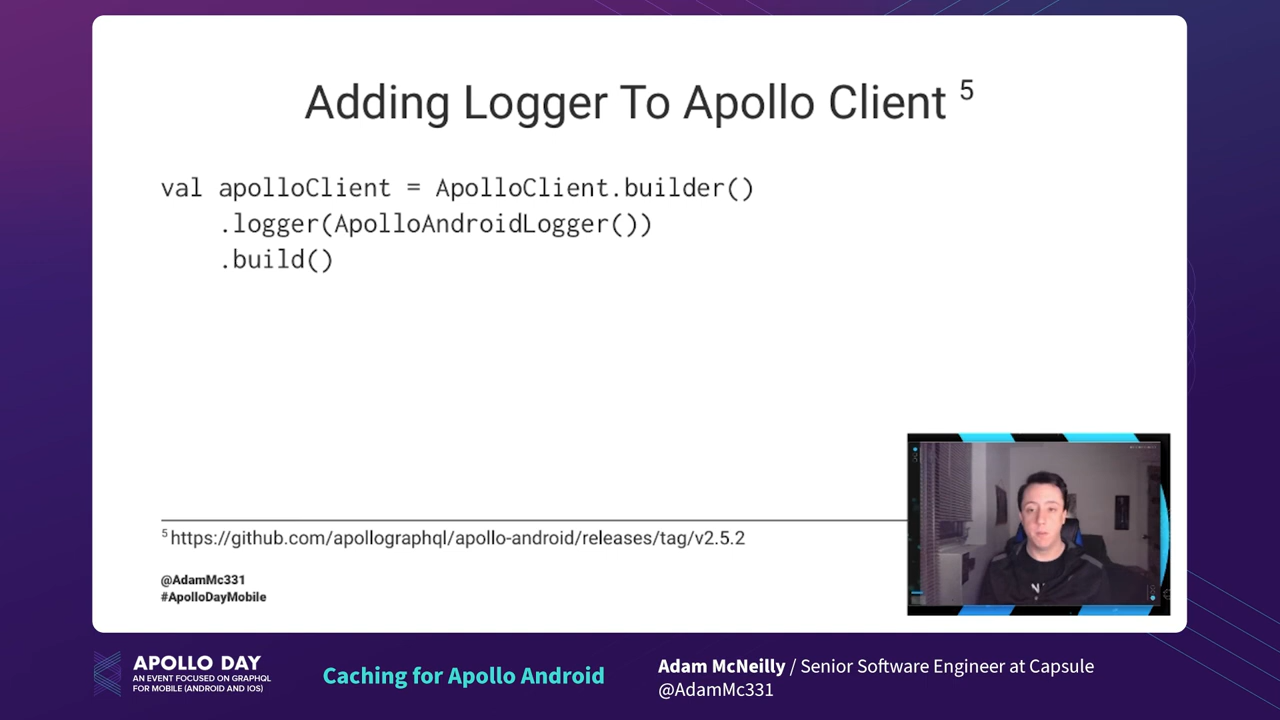 Adding Logger To Apollo Client 5
val apolloClient = ApolloClient.builder()
.logger(ApolloAndroidLogger())
.build()
5 https://github.com/apollographql/apollo-android/releases/tag/v2.5.2
@AdamMc331
#ApolloDayMobile
APOLLO DAY
AN EVENT FOCUSED ON GRAPHQL
FOR MOBILE (ANDROID AND IOS)
Caching for Apollo Android
Adam McNeilly / Senior Software Engineer at Capsule
@AdamMc331